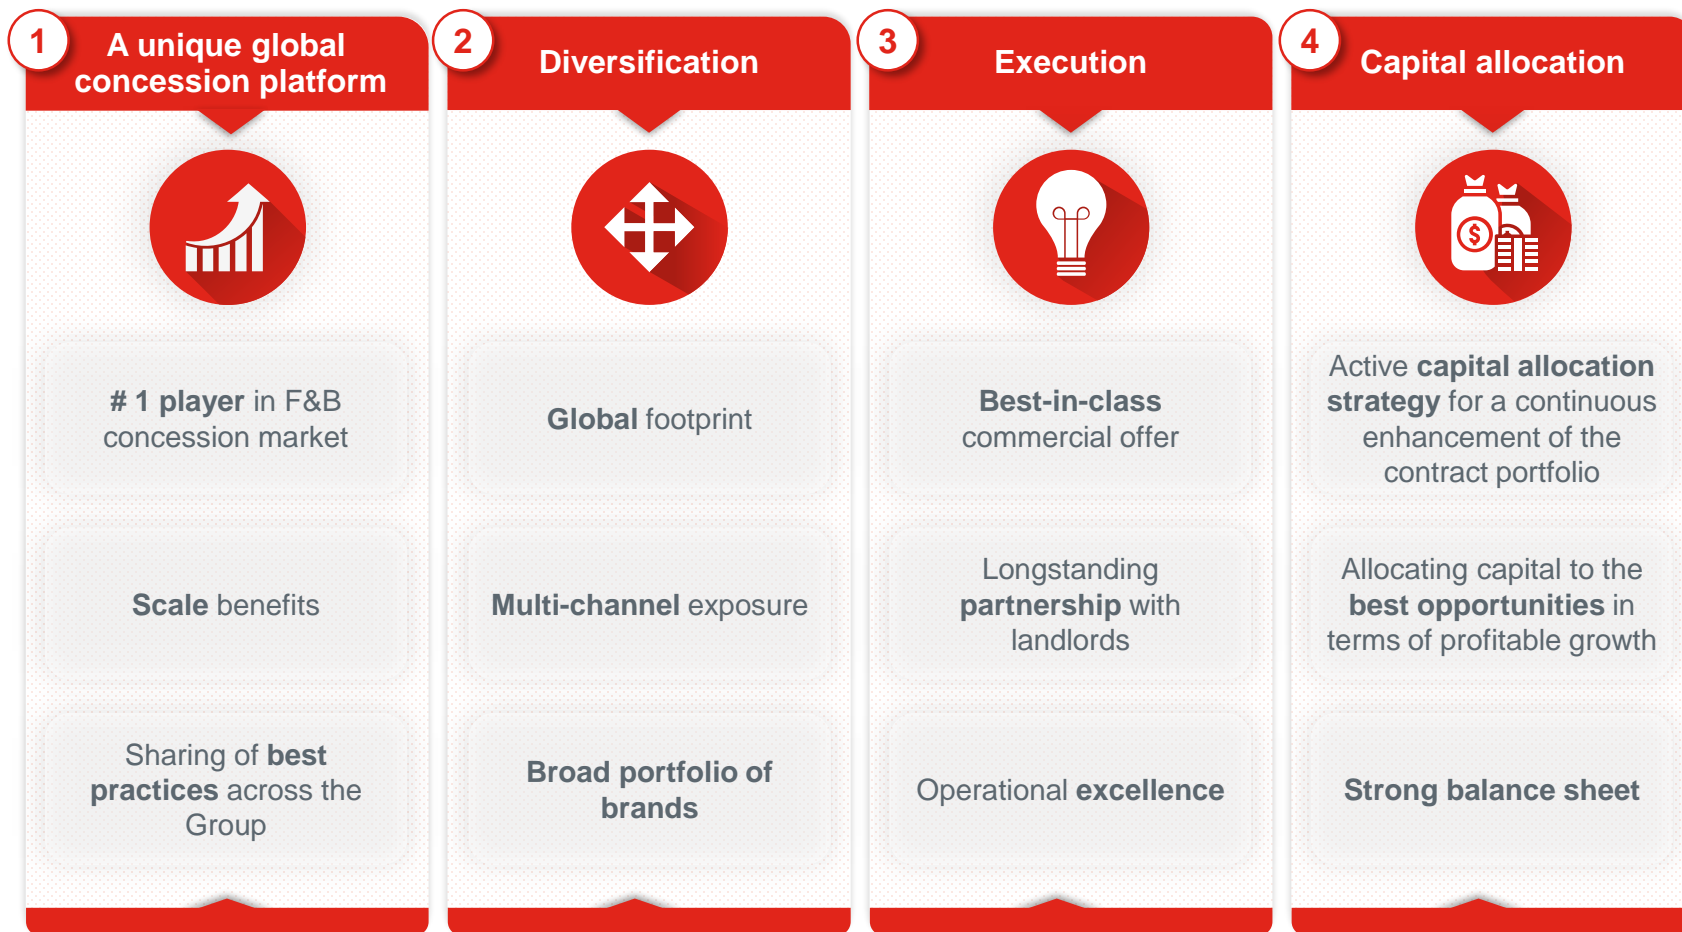 1
A unique global
concession platform
# 1 player in F&B
concession market
Scale benefits
Sharing of best
practices across the
Group
2
Diversification
Global footprint
Multi-channel exposure
Broad portfolio of
brands
3
Execution
Best-in-class
commercial offer
Longstanding
partnership with
landlords
Operational excellence
4
Capital allocation
$
$
Active capital allocation
strategy for a continuous
enhancement of the
contract portfolio
Allocating capital to the
best opportunities in
terms of profitable growth
Strong balance sheet